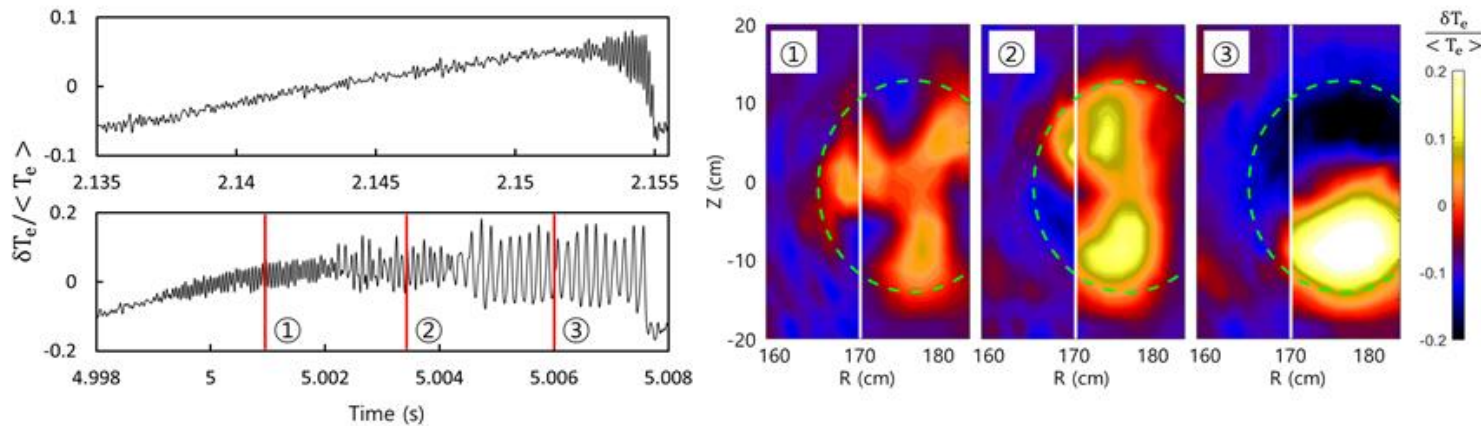 δTₑ/< Tₑ >
0.1
0
-0.1
2.135 2.14 2.145 2.15 2.155
0.2
0
-0.2
① ② ③
4.998 5 5.002 5.004 5.006 5.008
Time (s)
Z (cm)
20
10
0
-10
-20
① ② ③
160 170 180 160 170 180 160 170 180
R (cm) R (cm) R (cm)
δTₑ
< Tₑ >
0.2
0.1
0
-0.1
-0.2